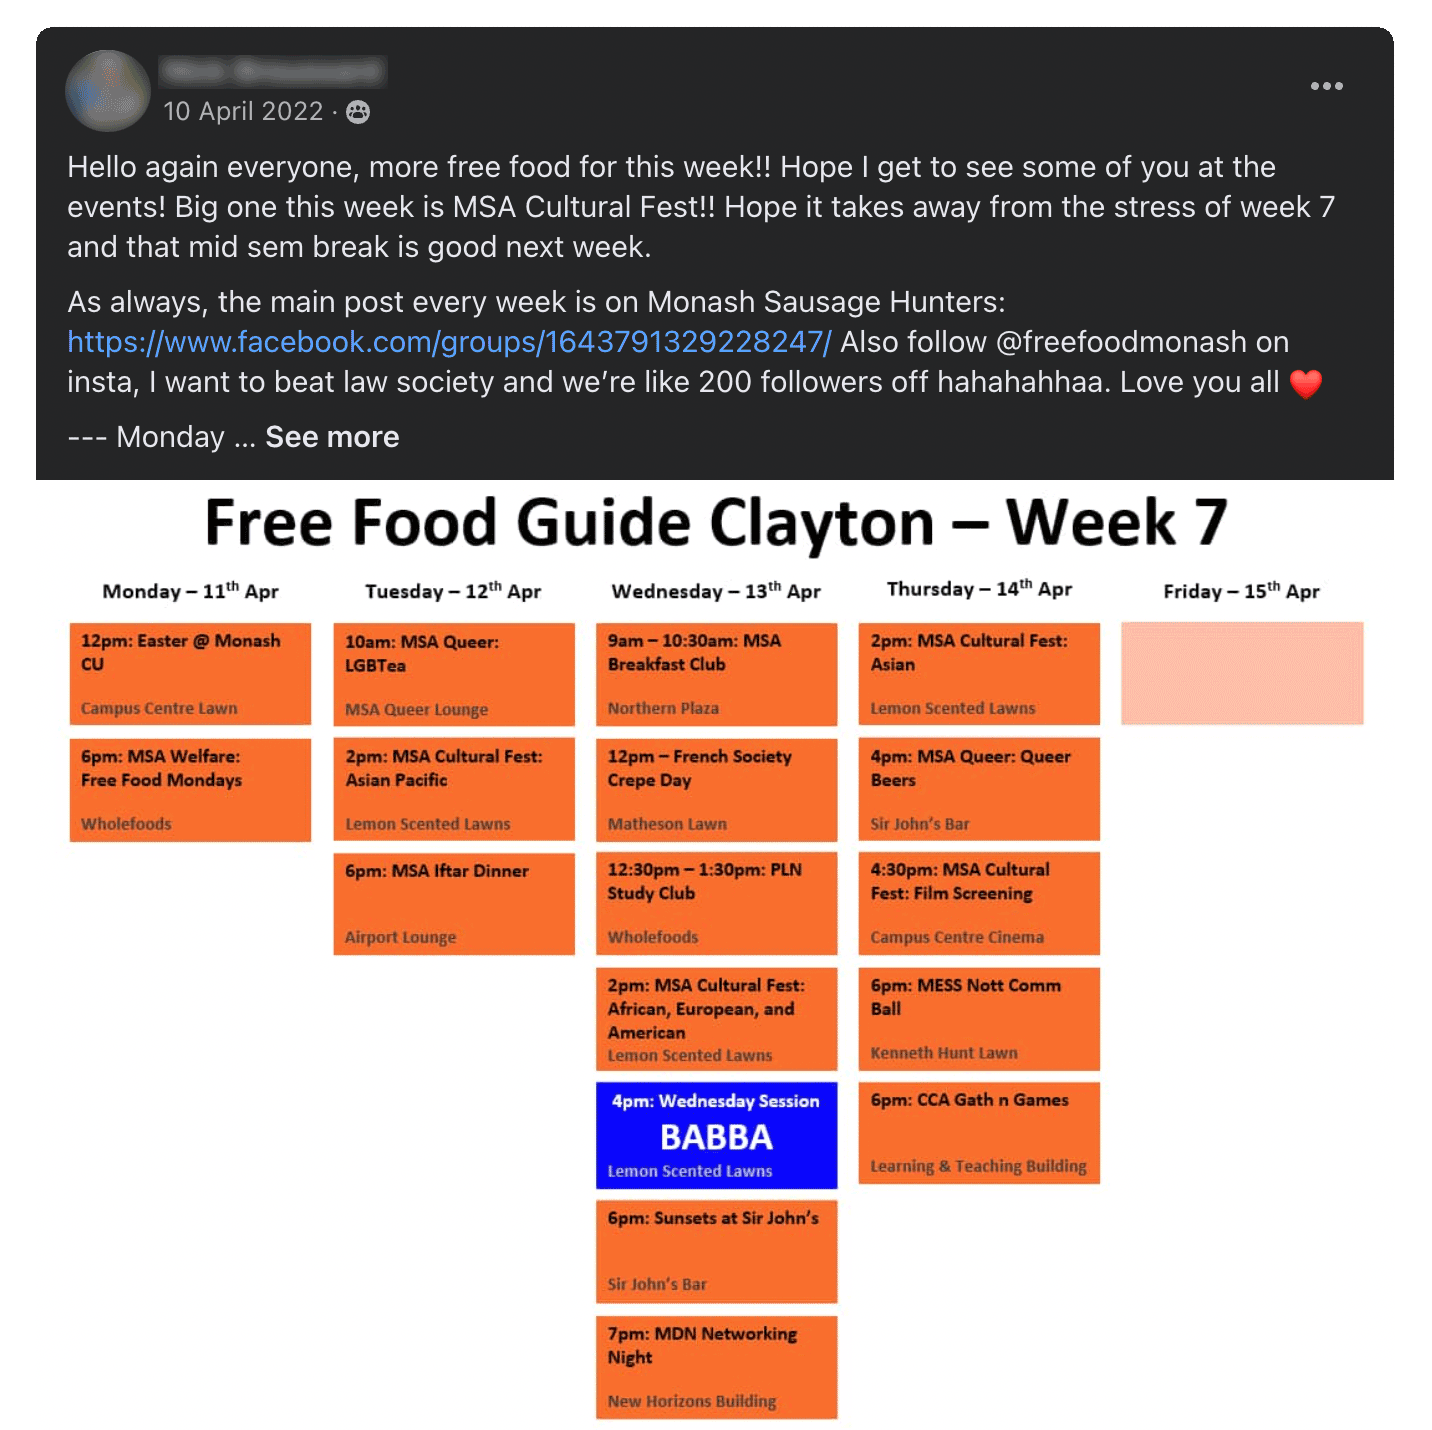 10 April 2022 ·
Hello again everyone, more free food for this week!! Hope I get to see some of you at the
events! Big one this week is MSA Cultural Fest!! Hope it takes away from the stress of week 7
and that mid sem break is good next week.
As always, the main post every week is on Monash Sausage Hunters:
https://www.facebook.com/groups/1643791329228247/ Also follow @freefoodmonash on
insta, I want to beat law society and we’re like 200 followers off hahahahhaa. Love you all ❤️
--- Monday ... See more
Free Food Guide Clayton – Week 7
Monday – 11th Apr
12pm: Easter @ Monash
CU
Campus Centre Lawn
6pm: MSA Welfare:
Free Food Mondays
Wholefoods
Tuesday – 12th Apr
10am: MSA Queer:
LGBTea
MSA Queer Lounge
2pm: MSA Cultural Fest:
Asian Pacific
Lemon Scented Lawns
6pm: MSA Iftar Dinner
Airport Lounge
Wednesday – 13th Apr
9am – 10:30am: MSA
Breakfast Club
Northern Plaza
12pm – French Society
Crepe Day
Matheson Lawn
12:30pm – 1:30pm: PLN
Study Club
Wholefoods
2pm: MSA Cultural Fest:
African, European, and
American
Lemon Scented Lawns
4pm: Wednesday Session
BABBA
Lemon Scented Lawns
6pm: Sunsets at Sir John’s
Sir John’s Bar
7pm: MDN Networking
Night
New Horizons Building
Thursday – 14th Apr
2pm: MSA Cultural Fest:
Asian
Lemon Scented Lawns
4pm: MSA Queer: Queer
Beers
Sir John’s Bar
4:30pm: MSA Cultural
Fest: Film Screening
Campus Centre Cinema
6pm: MESS Nott Comm
Ball
Kenneth Hunt Lawn
6pm: CCA Gath n Games
Learning & Teaching Building
Friday – 15th Apr